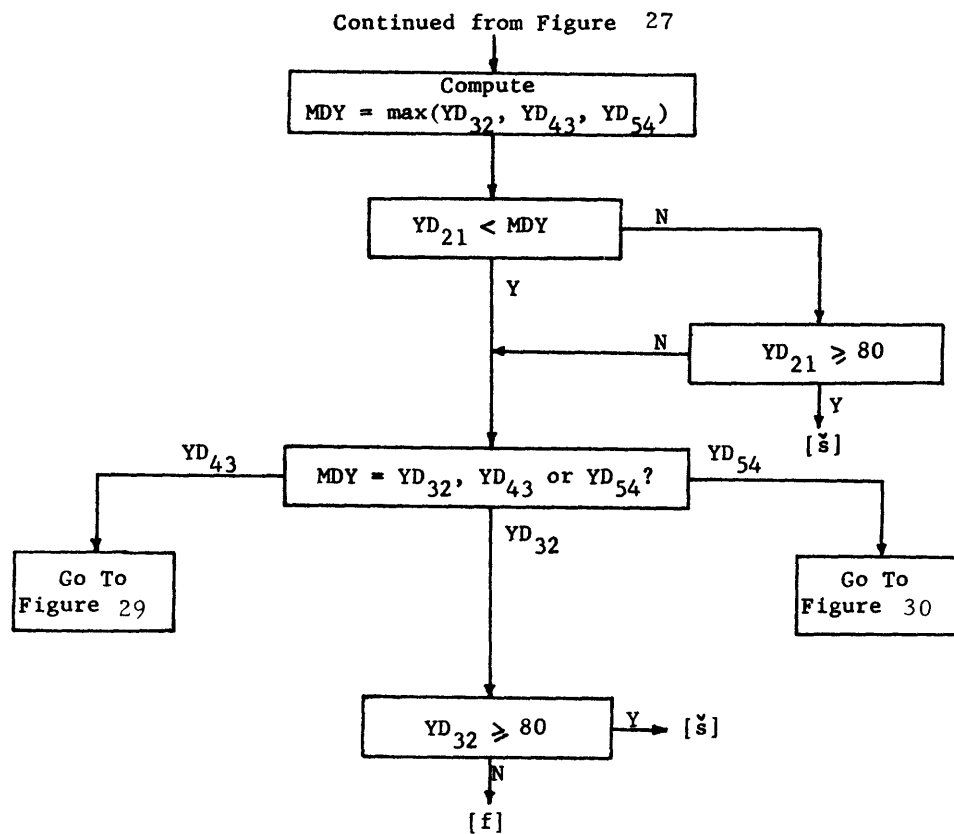 Continued from Figure 27
Compute
MDY = max(YD32, YD43, YD54)
YD21 < MDY
N
Y
YD21 ⩾ 80
N
Y
[š]
YD43
MDY = YD32, YD43 or YD54?
YD54
YD32
Go To
Figure 29
Go To
Figure 30
YD32 ⩾ 80
Y
[š]
N
[f]